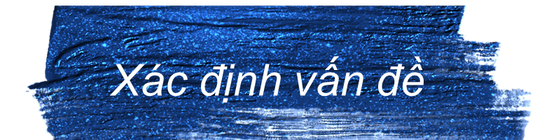 Xác định vấn đề